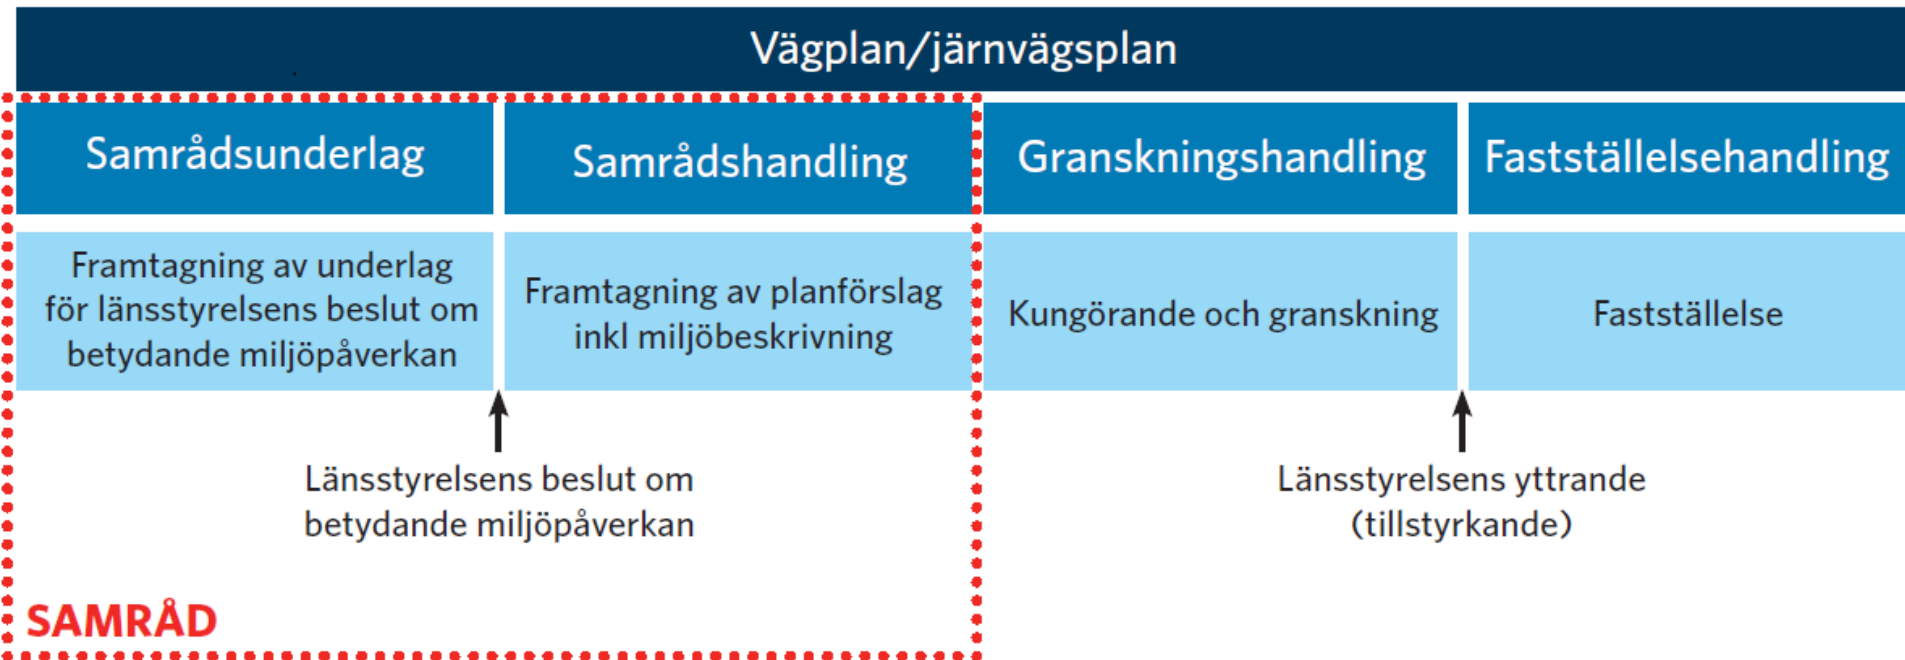 Vägplan/järnvägsplan
Samrådsunderlag
Samrådshandling
Granskningshandling
Fastställelsehandling
Framtagning av underlag
för länsstyrelsens beslut om
betydande miljöpåverkan
Framtagning av planförslag
inkl miljöbeskrivning
Kungörande och granskning
Fastställelse
Länsstyrelsens beslut om
betydande miljöpåverkan
Länsstyrelsens yttrande
(tillstyrkande)
SAMRÅD